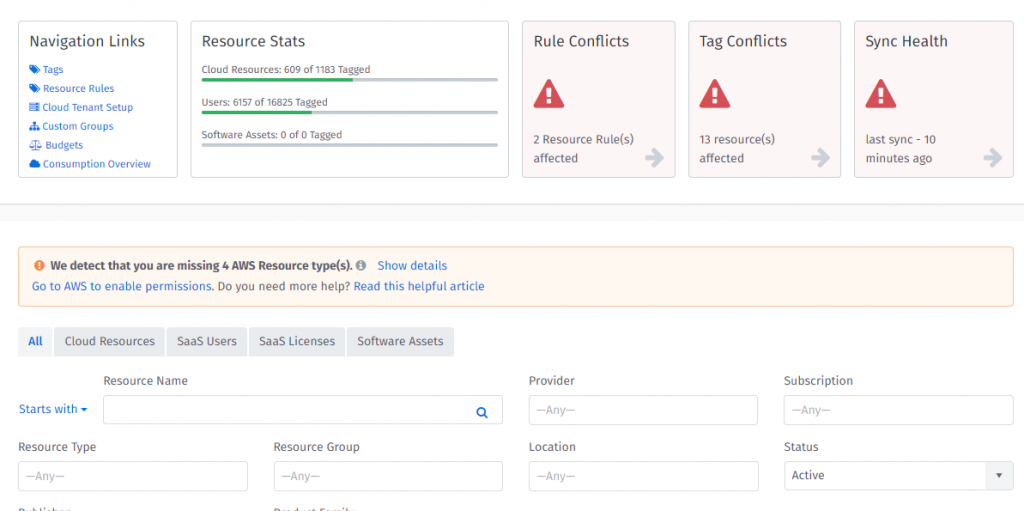 Navigation Links
Tags
Resource Rules
Cloud Tenant Setup
Custom Groups
Budgets
Consumption Overview
Resource Stats
Cloud Resources: 609 of 1183 Tagged
Users: 6157 of 16825 Tagged
Software Assets: 0 of 0 Tagged
Rule Conflicts
2 Resource Rule(s)
affected
Tag Conflicts
13 resource(s)
affected
Sync Health
last sync - 10
minutes ago
We detect that you are missing 4 AWS Resource type(s). Show details
Go to AWS to enable permissions. Do you need more help? Read this helpful article
All Cloud Resources SaaS Users SaaS Licenses Software Assets
Resource Name Provider Subscription
Starts with —Any— —Any—
Resource Type Resource Group Location Status
—Any— —Any— —Any— Active
Publisher Product Family